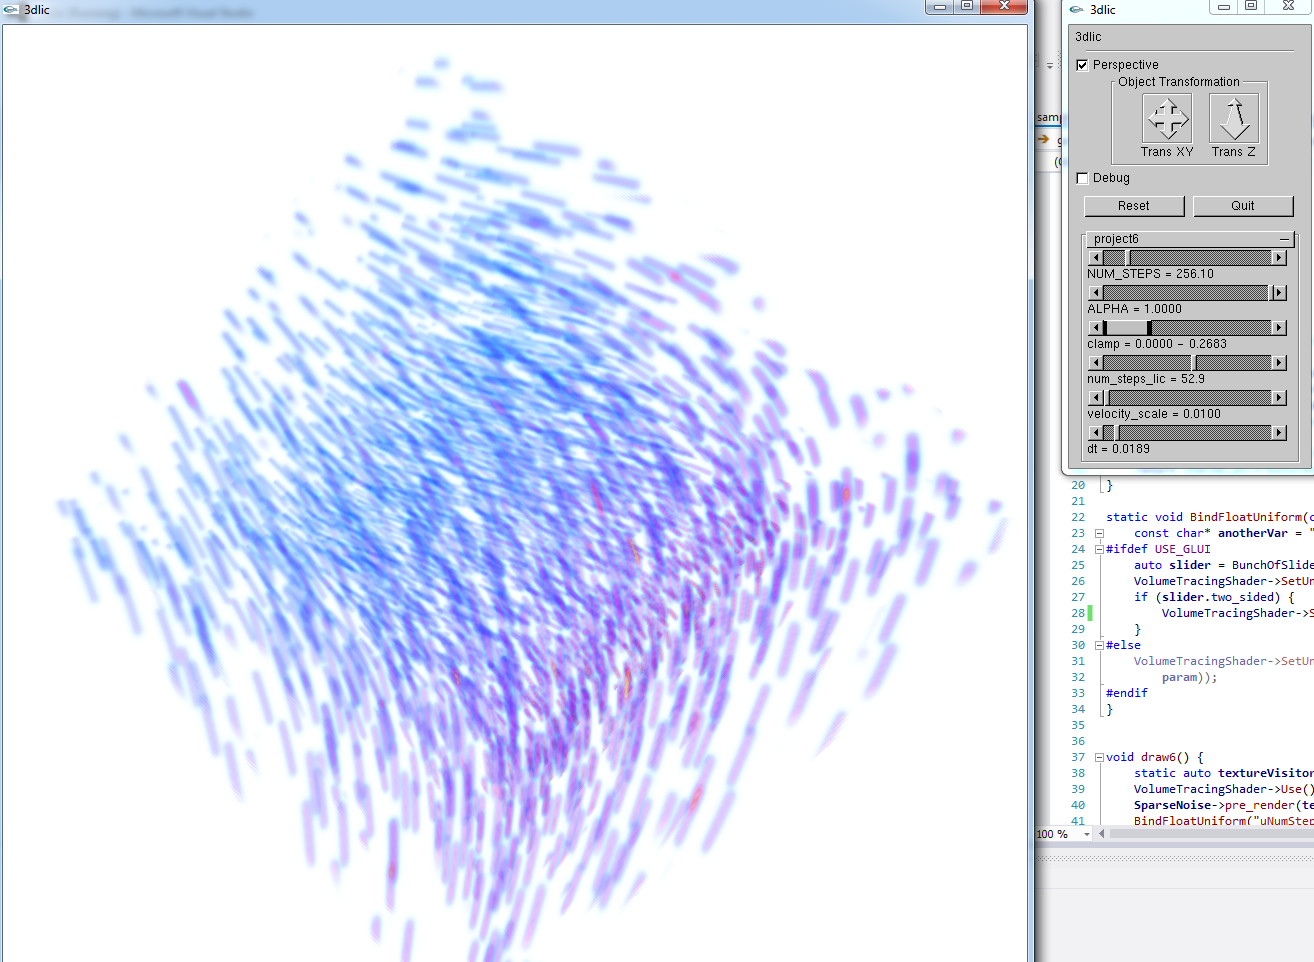 3dlic
3dlic
3dlic
Perspective
Object Transformation
Trans XY
Trans Z
Debug
Reset
Quit
project6
NUM_STEPS = 256.10
ALPHA = 1.0000
clamp = 0.0000 - 0.2683
num_steps_lic = 52.9
velocity_scale = 0.0100
dt = 0.0189
20 }
21
22 static void BindFloatUniform(
23 const char* anotherVar = "
24 #ifdef USE_GLUI
25 auto slider = BunchOfSlide
26 VolumeTracingShader->SetUn
27 if (slider.two_sided) {
28 VolumeTracingShader->S
29 }
30 #else
31 VolumeTracingShader->SetUn
32 param));
33 #endif
34 }
35
36
37 void draw6() {
38 static auto textureVisitor
39 VolumeTracingShader->Use()
40 SparseNoise->pre_render(te
41 BindFloatUniform("uNumStep
100 %